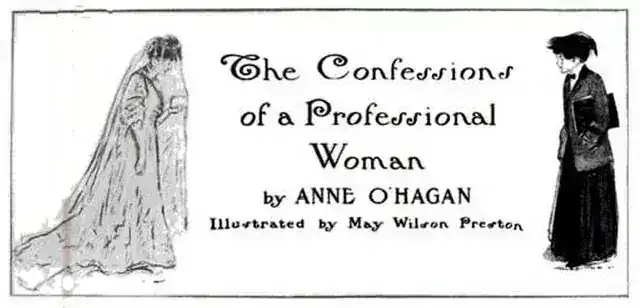 The Confessions
of a Professional
Woman
by ANNE O'HAGAN
Illustrated by May Wilson Preston